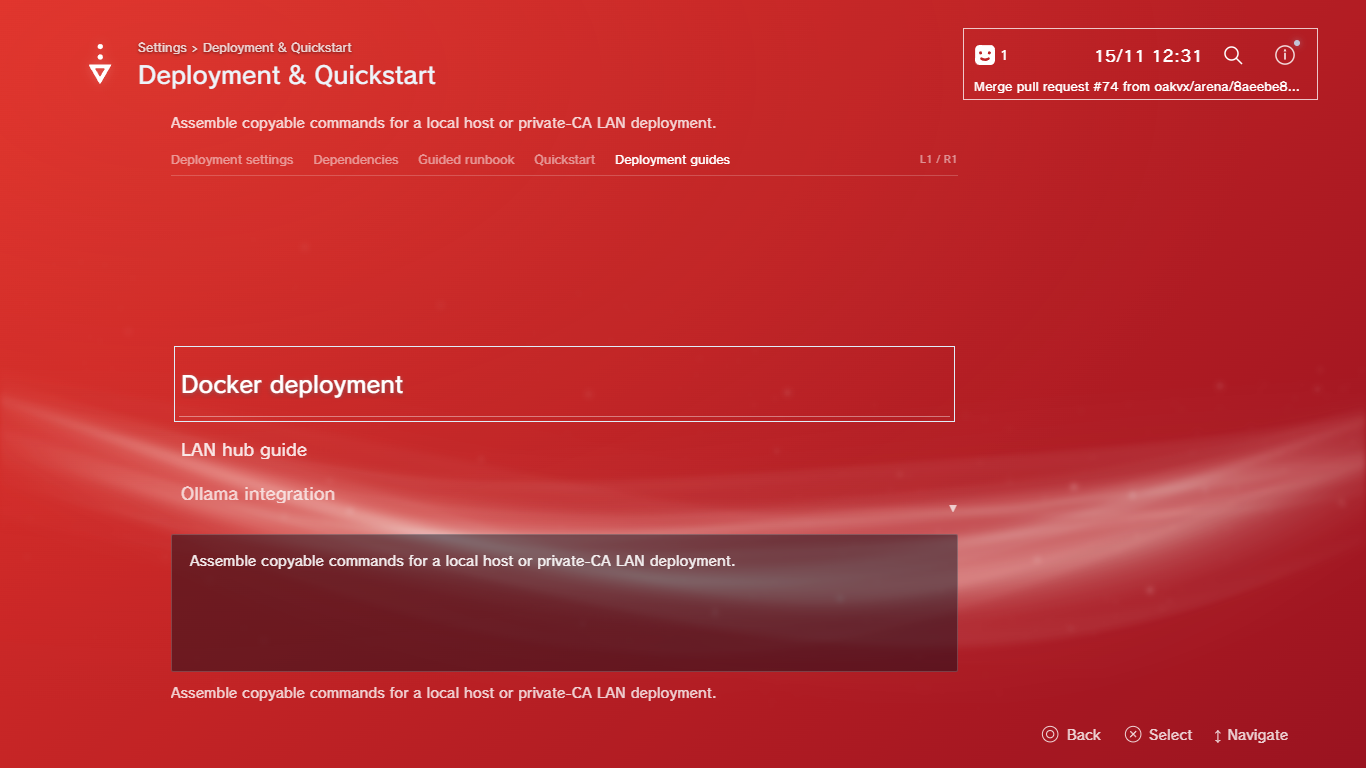 Settings > Deployment & Quickstart
Deployment & Quickstart
1 15/11 12:31
Merge pull request #74 from oakvx/arena/8aeebe8...
Assemble copyable commands for a local host or private-CA LAN deployment.
Deployment settings Dependencies Guided runbook Quickstart Deployment guides L1 / R1
Docker deployment
LAN hub guide
Ollama integration
Assemble copyable commands for a local host or private-CA LAN deployment.
Assemble copyable commands for a local host or private-CA LAN deployment.
Back Select Navigate